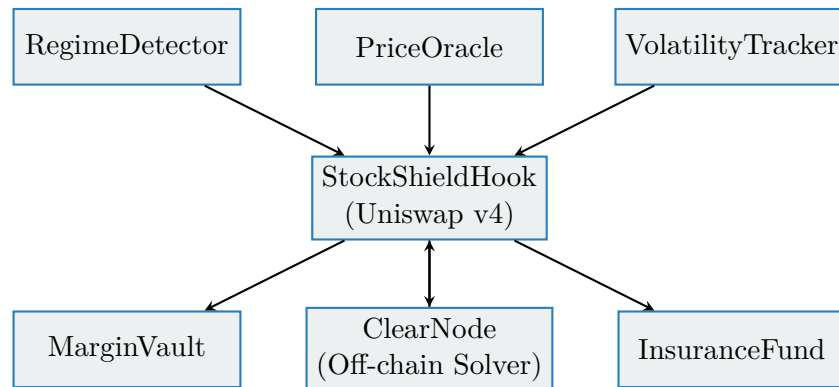 RegimeDetector
PriceOracle
VolatilityTracker
StockShieldHook
(Uniswap v4)
MarginVault
ClearNode
(Off-chain Solver)
InsuranceFund